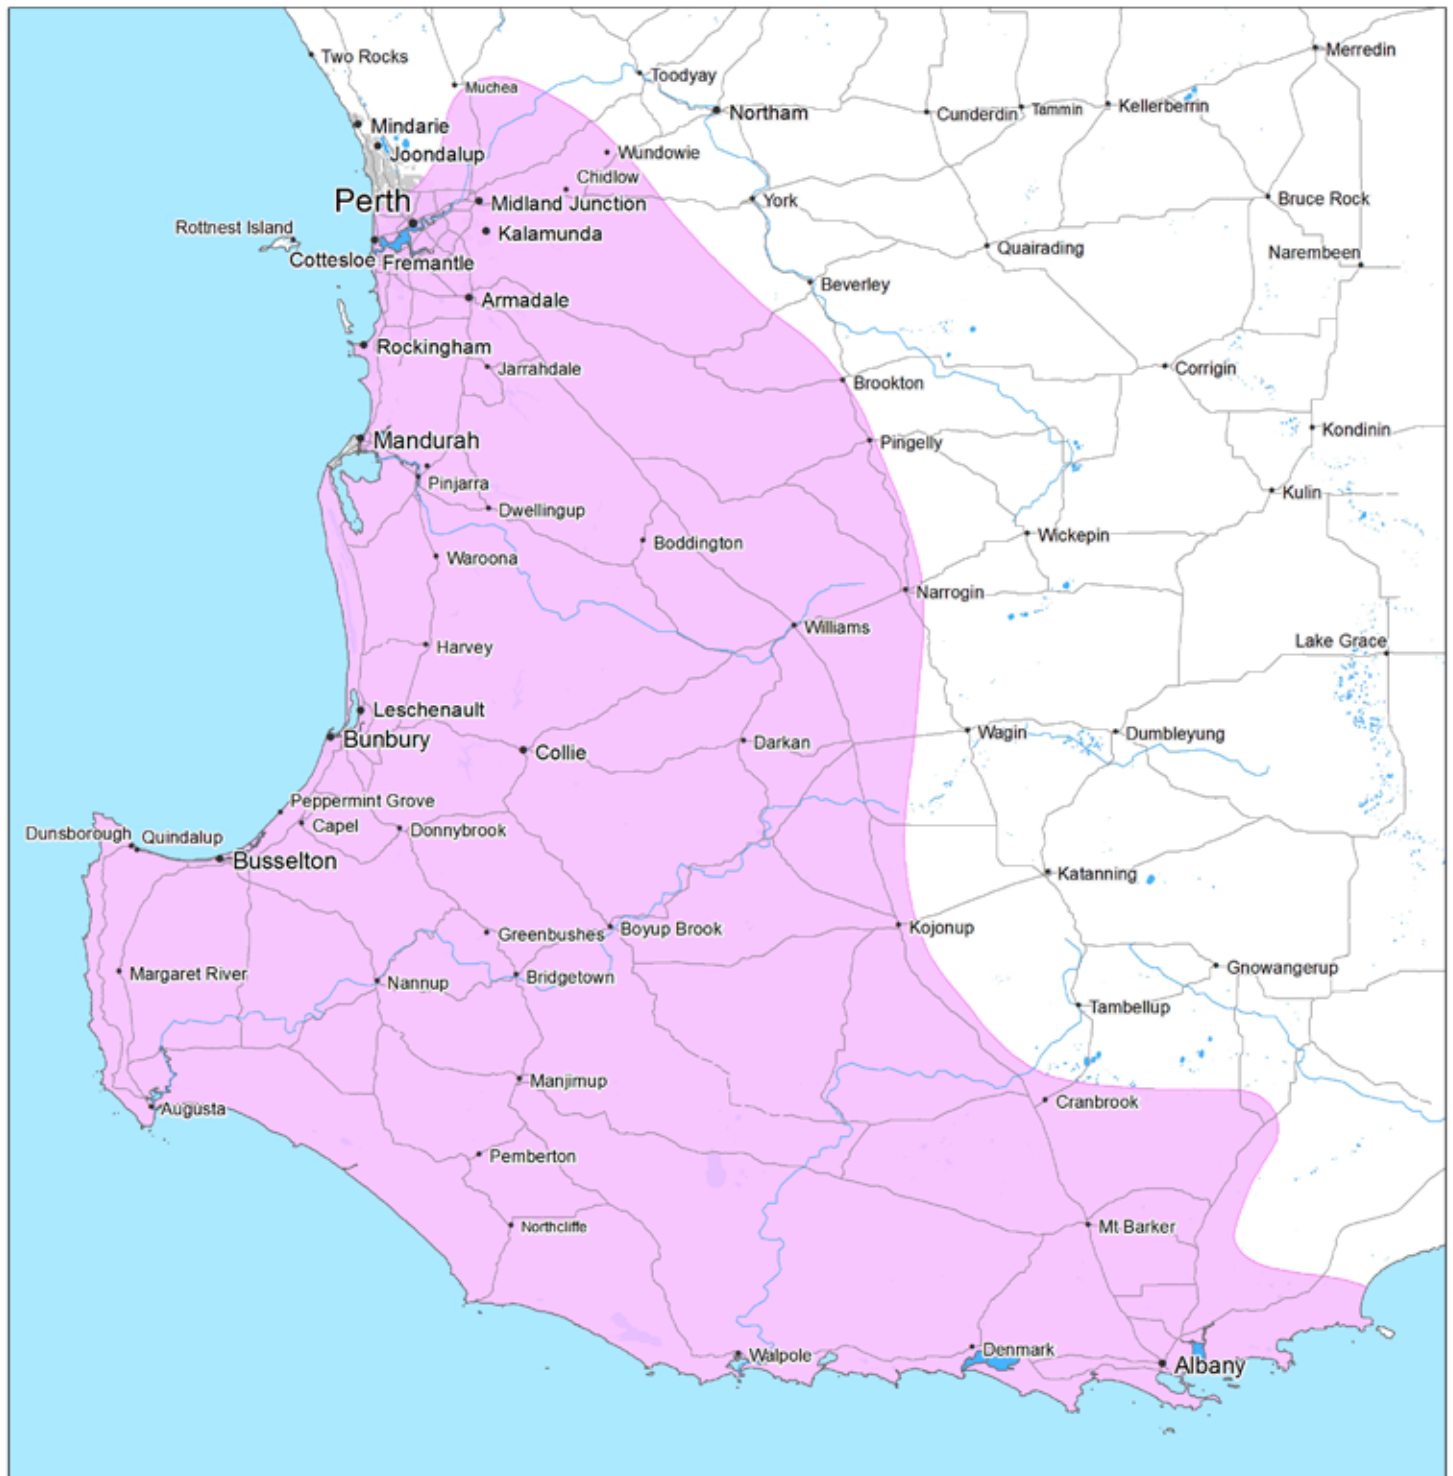 Merredin
Two Rocks
Toodyay
Muchea
Kellerberrin
Tammin
Northam
Cunderdin
Mindarie
Wundowie
Joondalup
Chidlow
Perth
Midland Junction
York
Bruce Rock
Rottnest Island
Kalamunda
Quairading
Narembeen
Cottesloe
Fremantle
Beverley
Armadale
Rockingham
Jarrahdale
Corrigin
Brookton
Kondinin
Mandurah
Pingelly
Pinjarra
Kulin
Dwellingup
Wickepin
Boddington
Waroona
Narrogin
Williams
Lake Grace
Harvey
Leschenault
Wagin
Dumbleyung
Bunbury
Darkan
Collie
Peppermint Grove
Capel
Donnybrook
Dunsborough
Quindalup
Busselton
Katanning
Kojonup
Boyup Brook
Greenbushes
Gnowangerup
Margaret River
Bridgetown
Nannup
Tambellup
Manjimup
Cranbrook
Augusta
Pemberton
Northcliffe
Mt Barker
Denmark
Walpole
Albany